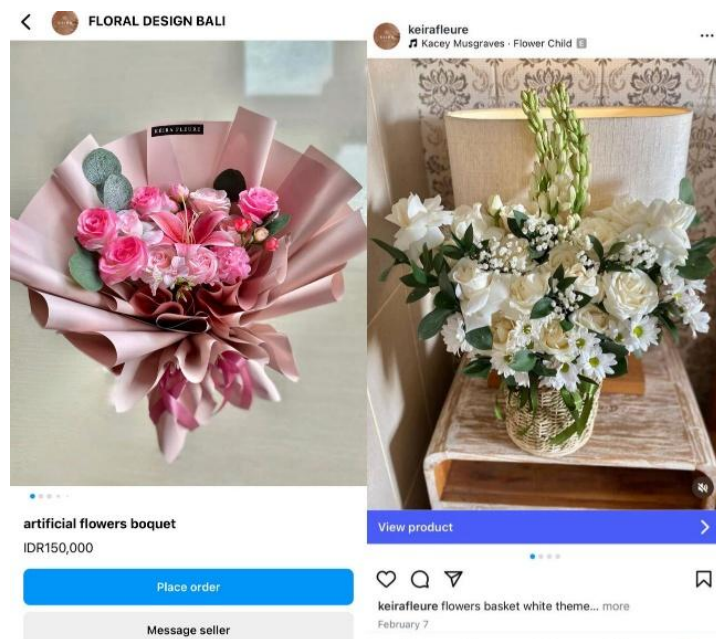 FLORAL DESIGN BALI
KEIRA FLEURE
artificial flowers boquet
IDR150,000
Place order
Message seller
keirafleure
Kacey Musgraves · Flower Child E
View product
keirafleure flowers basket white theme... more
February 7